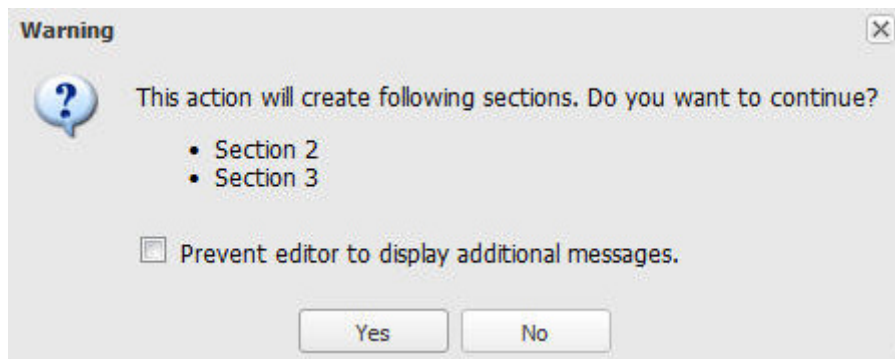 Warning
This action will create following sections. Do you want to continue?
• Section 2
• Section 3
Prevent editor to display additional messages.
Yes No